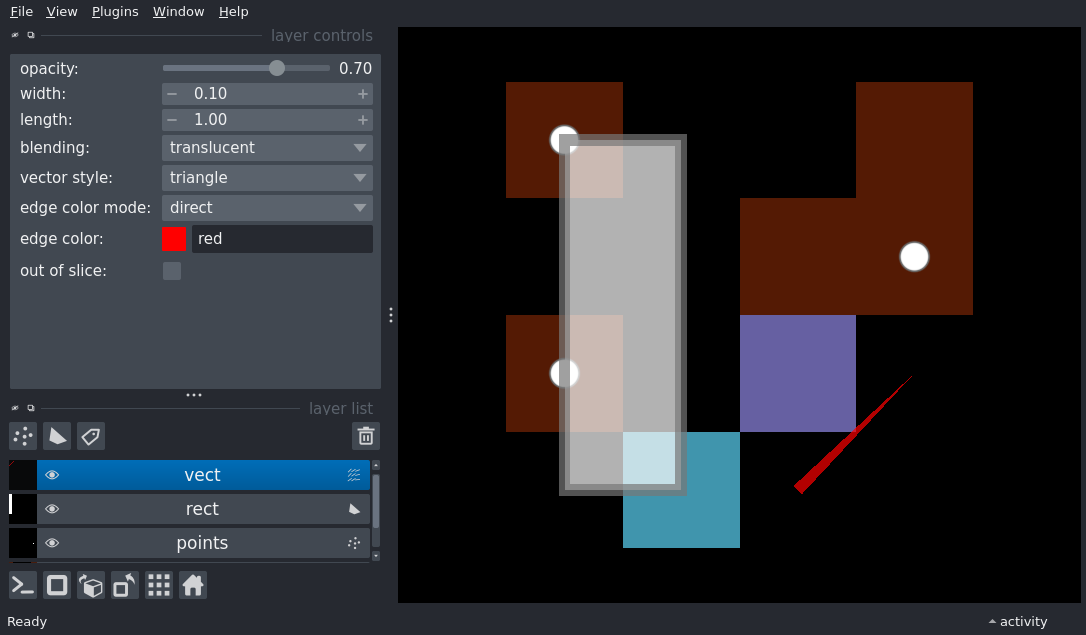 File View Plugins Window Help
layer controls
opacity: 0.70
width: 0.10
length: 1.00
blending: translucent
vector style: triangle
edge color mode: direct
edge color: red
out of slice:
layer list
vect
rect
points
Ready activity